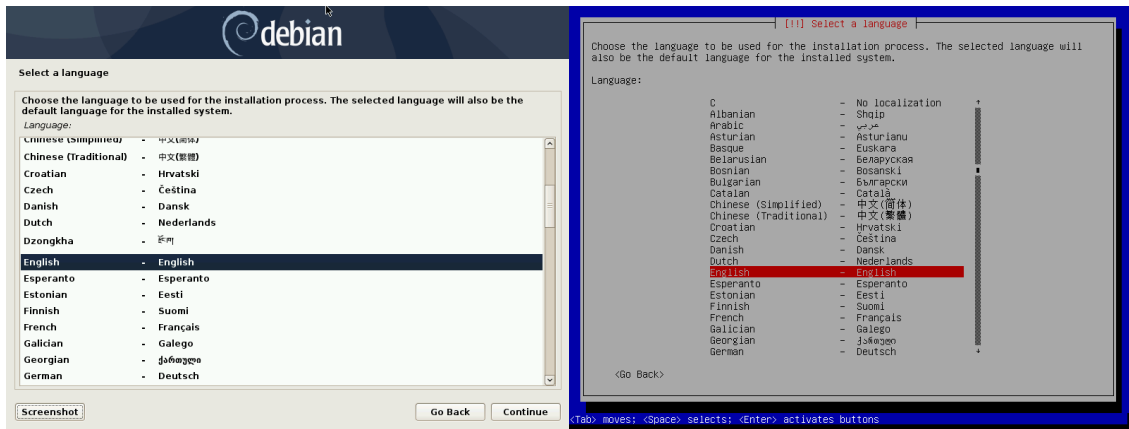 debian
Select a language
Choose the language to be used for the installation process. The selected language will also be the
default language for the installed system.
Language:
Chinese (Simplified) - 中文(简体)
Chinese (Traditional) - 中文(繁體)
Croatian - Hrvatski
Czech - Čeština
Danish - Dansk
Dutch - Nederlands
Dzongkha - རྫོང་ཁ།
English - English
Esperanto - Esperanto
Estonian - Eesti
Finnish - Suomi
French - Français
Galician - Galego
Georgian - ქართული
German - Deutsch
Screenshot
Go Back
Continue
[!!] Select a language
Choose the language to be used for the installation process. The selected language will
also be the default language for the installed system.
Language:
C - No localization
Albanian - Shqip
Arabic - عربي
Asturian - Asturianu
Basque - Euskara
Belarusian - Беларуская
Bosnian - Bosanski
Bulgarian - Български
Catalan - Català
Chinese (Simplified) - 中文(简体)
Chinese (Traditional) - 中文(繁體)
Croatian - Hrvatski
Czech - Čeština
Danish - Dansk
Dutch - Nederlands
English - English
Esperanto - Esperanto
Estonian - Eesti
Finnish - Suomi
French - Français
Galician - Galego
Georgian - ქართული
German - Deutsch
<Go Back>
<Tab> moves; <Space> selects; <Enter> activates buttons